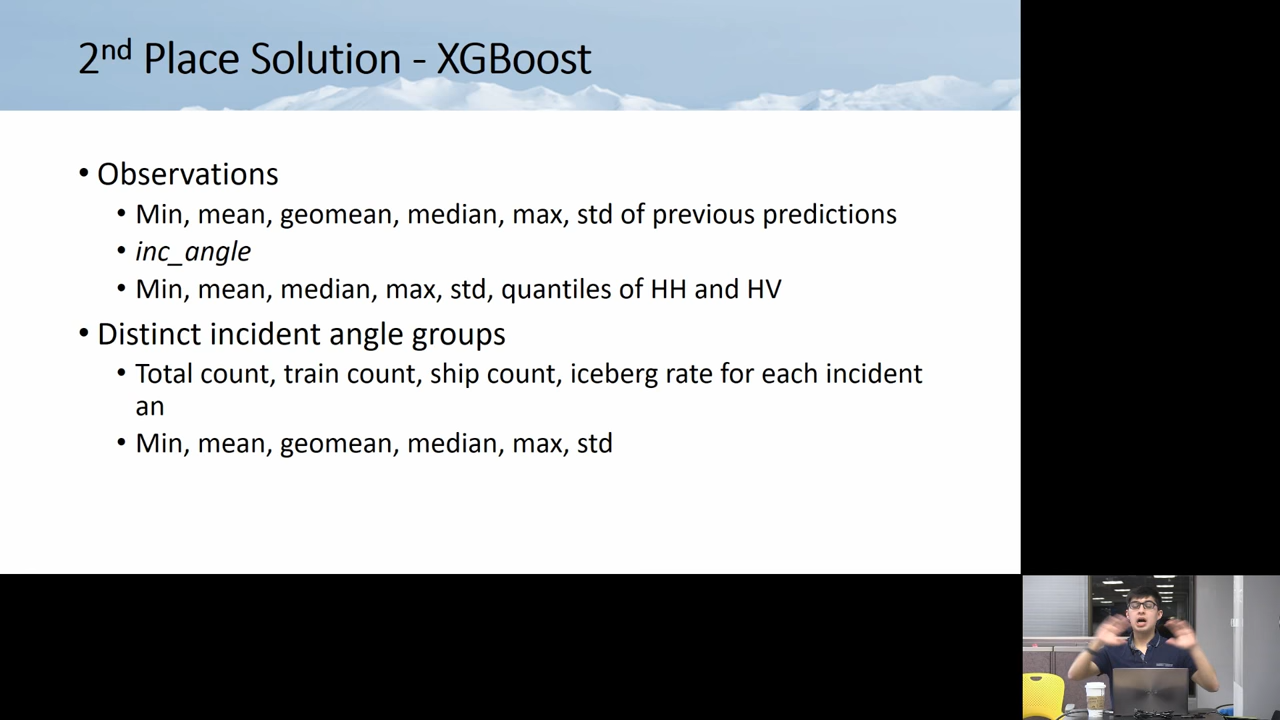 2nd Place Solution - XGBoost
• Observations
• Min, mean, geomean, median, max, std of previous predictions
• inc_angle
• Min, mean, median, max, std, quantiles of HH and HV
• Distinct incident angle groups
• Total count, train count, ship count, iceberg rate for each incident
an
• Min, mean, geomean, median, max, std